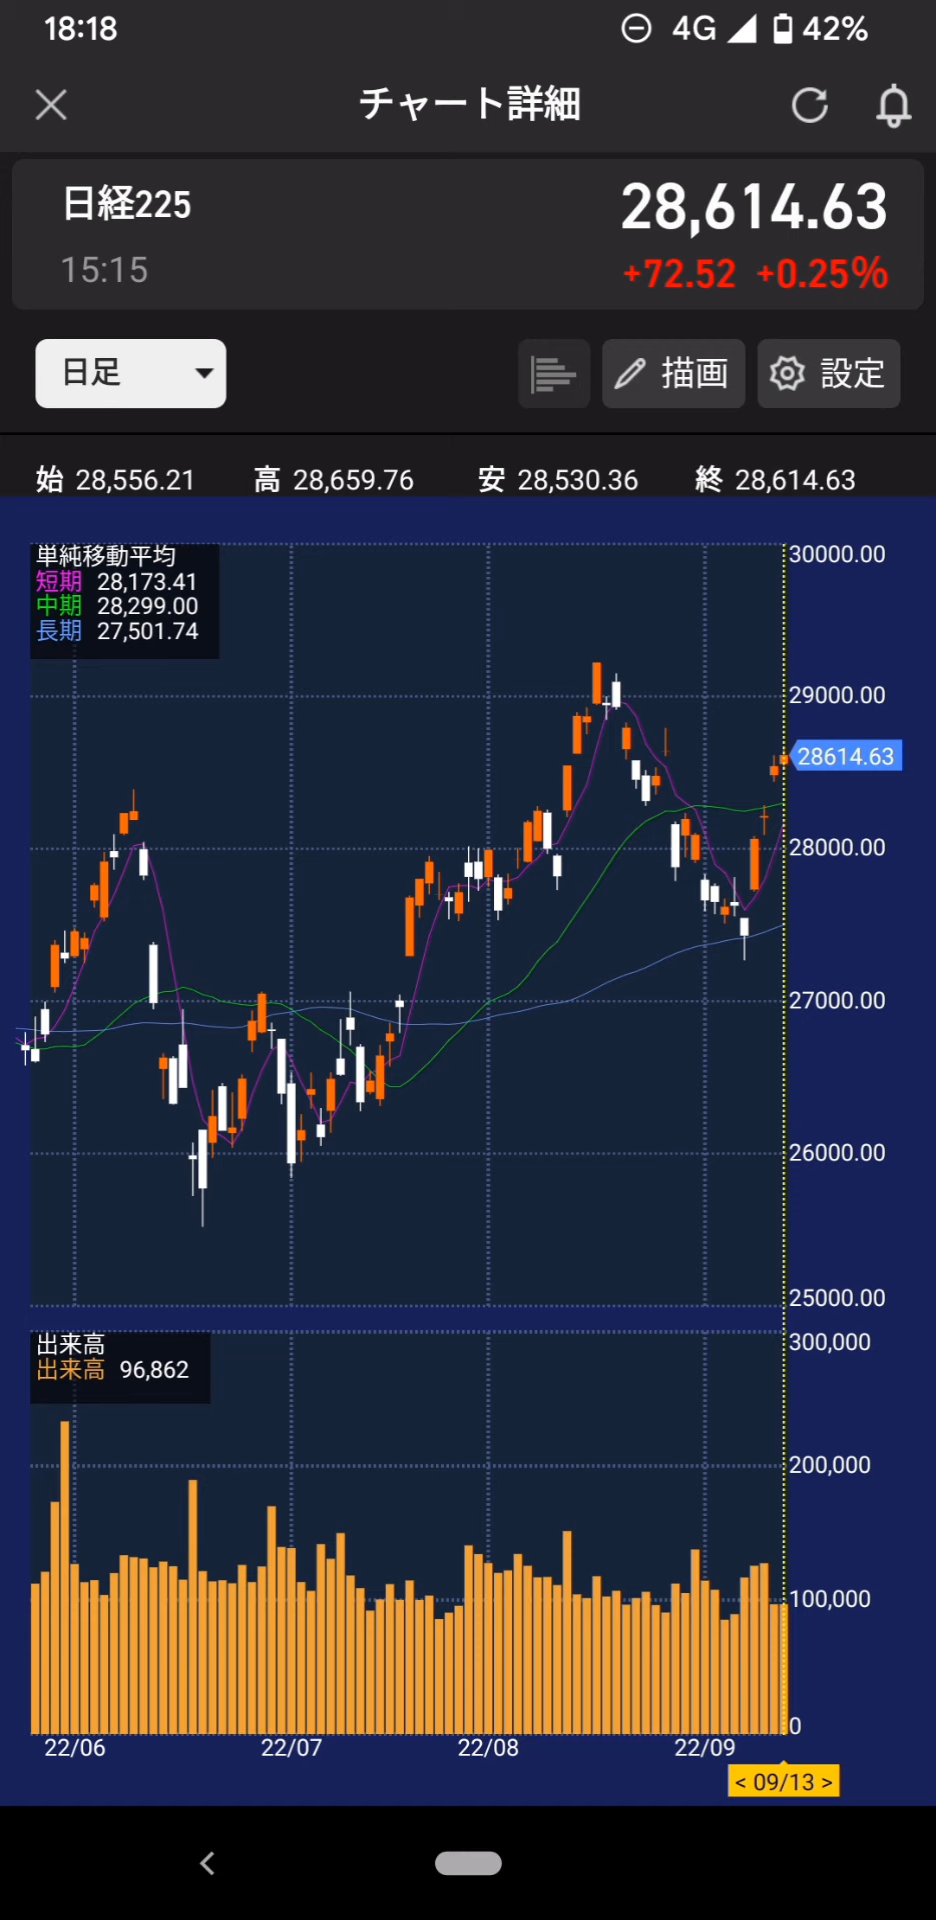 18:18 4G 42%
チャート詳細
日経225 28,614.63
15:15 +72.52 +0.25%
日足 描画 設定
始 28,556.21 高 28,659.76 安 28,530.36 終 28,614.63
単純移動平均
短期 28,173.41
中期 28,299.00
長期 27,501.74
30000.00
29000.00
28614.63
28000.00
27000.00
26000.00
25000.00
出来高
出来高 96,862
300,000
200,000
100,000
0
22/06 22/07 22/08 22/09
< 09/13 >